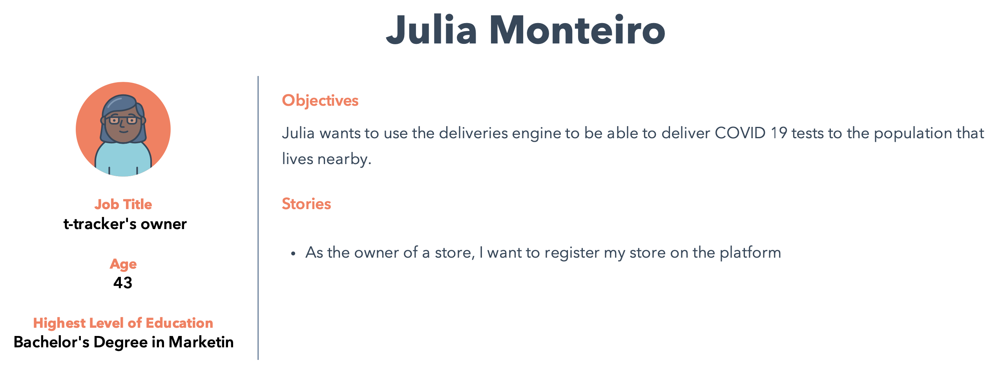 Julia Monteiro
Job Title
t-tracker's owner
Age
43
Highest Level of Education
Bachelor's Degree in Marketin
Objectives
Julia wants to use the deliveries engine to be able to deliver COVID 19 tests to the population that
lives nearby.
Stories
• As the owner of a store, I want to register my store on the platform